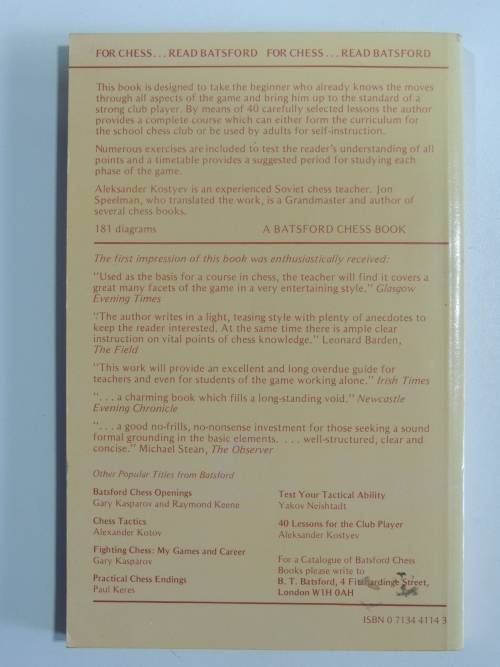 FOR CHESS... READ BATSFORD FOR CHESS... READ BATSFORD
This book is designed to take the beginner who already knows the moves
through all aspects of the game and bring him up to the standard of a
strong club player. By means of 40 carefully selected lessons the author
provides a complete course which can either form the curriculum for
the school chess club or be used by adults for self-instruction.
Numerous exercises are included to test the reader's understanding of all
points and a timetable provides a suggested period for studying each
phase of the game.
Aleksander Kostyev is an experienced Soviet chess teacher. Jon
Speelman, who translated the work, is a Grandmaster and author of
several chess books.
181 diagrams A BATSFORD CHESS BOOK
The first impression of this book was enthusiastically received:
"Used as the basis for a course in chess, the teacher will find it covers a
great many facets of the game in a very entertaining style." Glasgow
Evening Times
"The author writes in a light, teasing style with plenty of anecdotes to
keep the reader interested. At the same time there is ample clear
instruction on vital points of chess knowledge." Leonard Barden,
The Field
"This work will provide an excellent and long overdue guide for
teachers and even for students of the game working alone." Irish Times
"... a charming book which fills a long-standing void." Newcastle
Evening Chronicle
"... a good no-frills, no-nonsense investment for those seeking a sound
formal grounding in the basic elements. ... well-structured, clear and
concise." Michael Stean, The Observer
Other Popular Titles from Batsford
Batsford Chess Openings
Gary Kasparov and Raymond Keene
Chess Tactics
Alexander Kotov
Fighting Chess: My Games and Career
Gary Kasparov
Practical Chess Endings
Paul Keres
Test Your Tactical Ability
Yakov Neishtadt
40 Lessons for the Club Player
Aleksander Kostyev
For a Catalogue of Batsford Chess
Books please write to
B. T. Batsford, 4 Fitzhardinge Street,
London W1H 0AH
ISBN 0 7134 4114 3